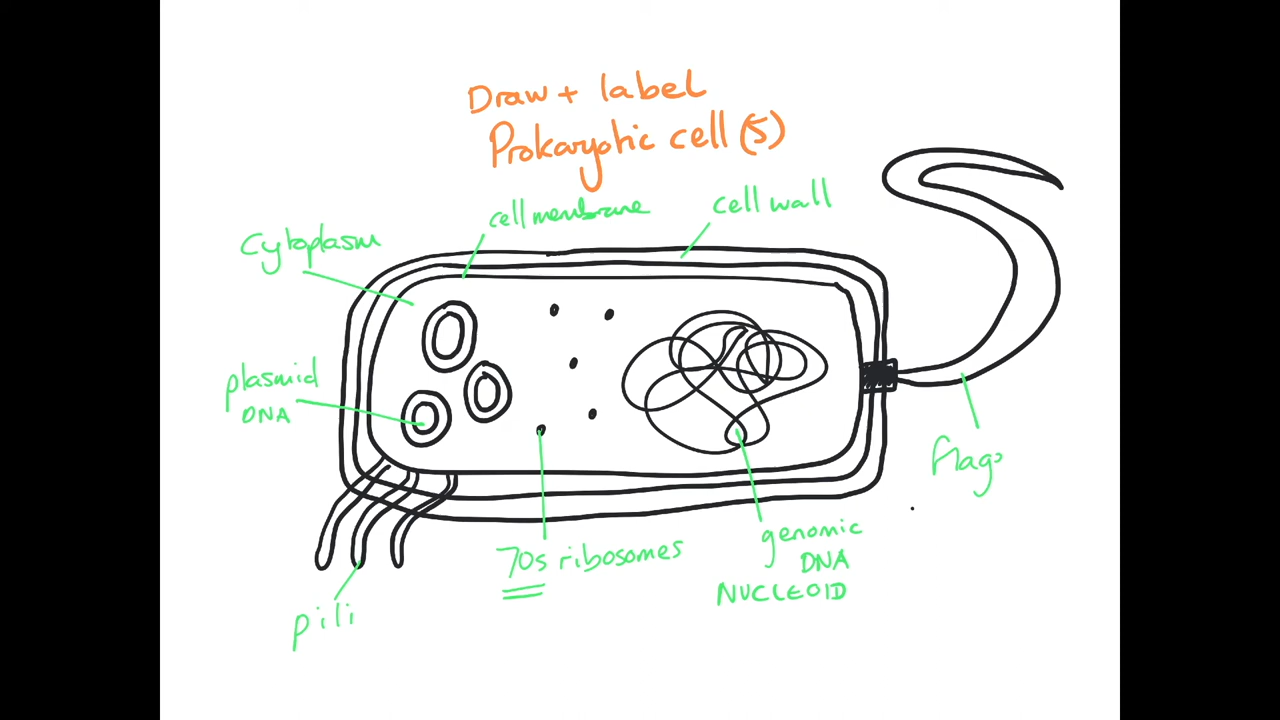 Draw + label
Prokaryotic cell (5)
cell membrane
cell wall
Cytoplasm
plasmid
DNA
flag
70s ribosomes
genomic
DNA
NUCLEOID
pili